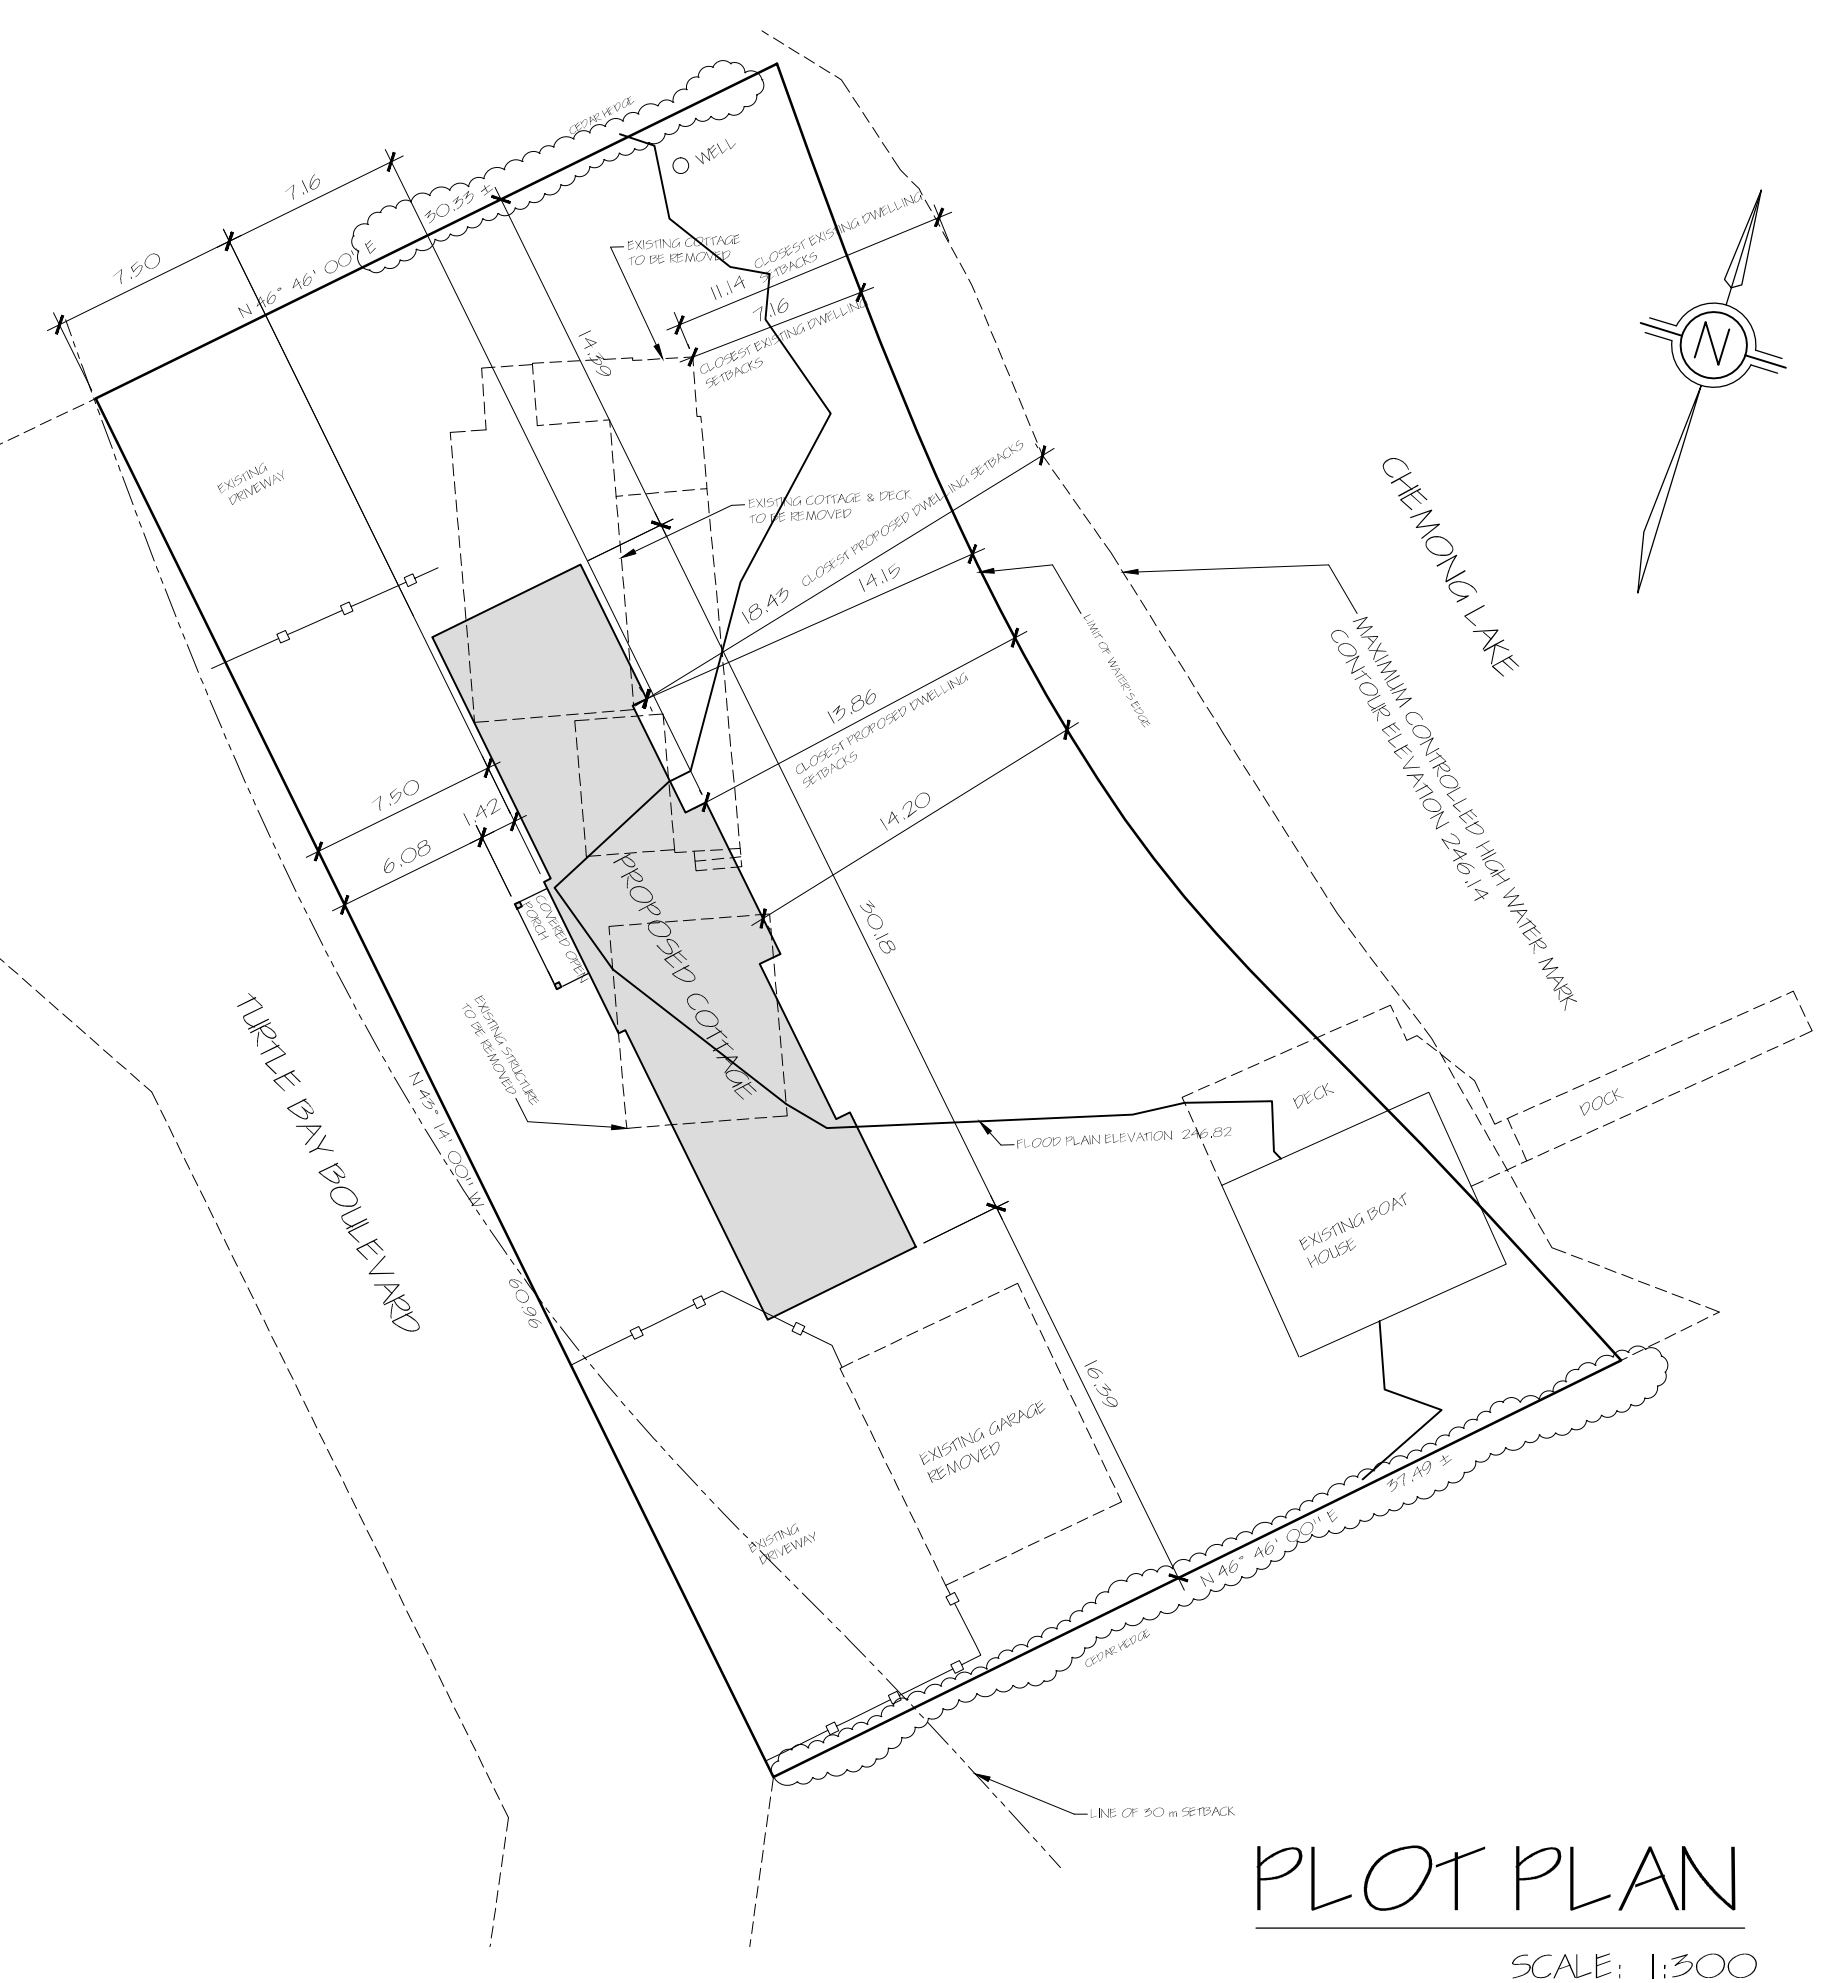 CEDAR HEDGE
WELL
7.16
30.33 ±
7.50
N 46° 46' 00" E
EXISTING COTTAGE
TO BE REMOVED
CLOSEST EXISTING DWELLING
SETBACKS
11.14
7.16
CLOSEST EXISTING DWELLING
SETBACKS
14.39
N
EXISTING
DRIVEWAY
EXISTING COTTAGE & DECK
TO BE REMOVED
18.43 CLOSEST PROPOSED DWELLING SETBACKS
14.15
CHEMONG LAKE
LIMIT OF WATER'S EDGE
MAXIMUM CONTROLLED HIGH WATER MARK
CONTOUR ELEVATION 246.14
13.86
CLOSEST PROPOSED DWELLING
SETBACKS
7.50
1.42
6.08
14.20
PROPOSED COTTAGE
COVERED OPEN
PORCH
30.18
EXISTING STRUCTURE
TO BE REMOVED
TURTLE BAY BOULEVARD
N 43° 14' 00" W
60.96
FLOOD PLAIN ELEVATION 246.82
DECK
DOCK
EXISTING BOAT
HOUSE
16.39
EXISTING GARAGE
REMOVED
EXISTING
DRIVEWAY
37.49 ±
N 46° 46' 00" E
CEDAR HEDGE
LINE OF 30 m SETBACK
PLOT PLAN
SCALE: 1:300